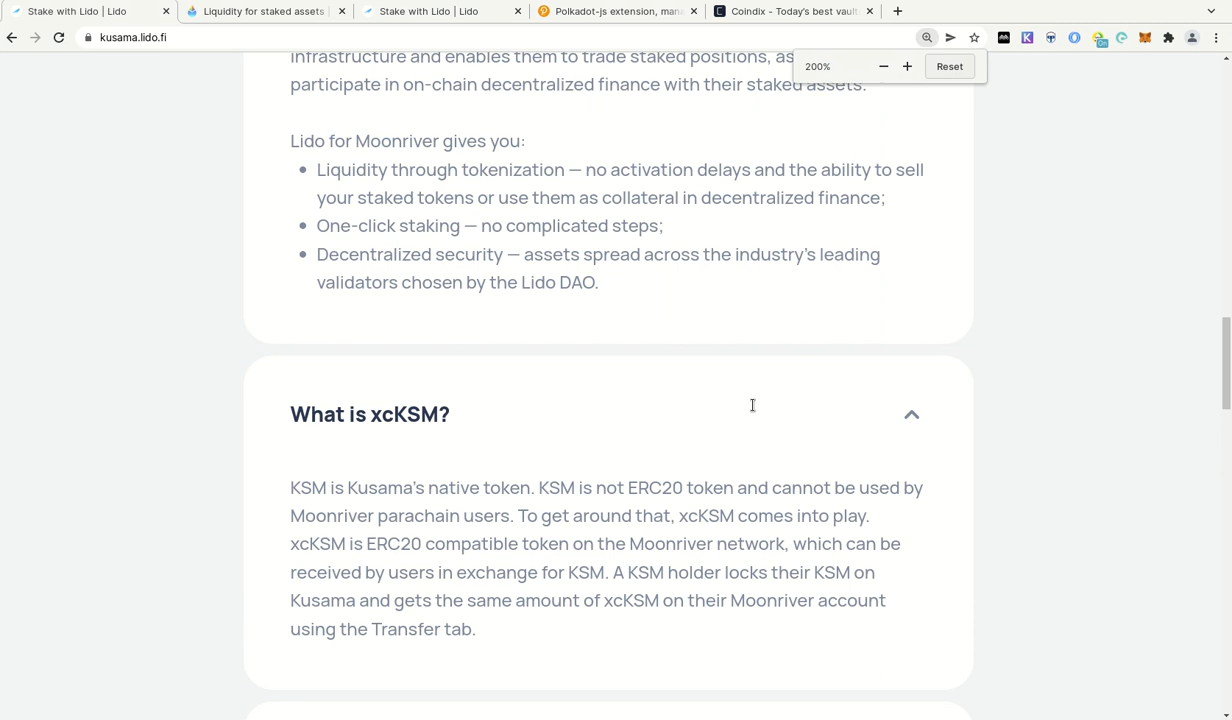 Stake with Lido | Lido
Liquidity for staked assets
Stake with Lido | Lido
Polkadot-js extension, man
Coindix - Today's best vault
kusama.lido.fi
200%
Reset
On
infrastructure and enables them to trade staked positions, as
participate in on-chain decentralized finance with their staked assets.
Lido for Moonriver gives you:
Liquidity through tokenization — no activation delays and the ability to sell
your staked tokens or use them as collateral in decentralized finance;
One-click staking — no complicated steps;
Decentralized security — assets spread across the industry's leading
validators chosen by the Lido DAO.
What is xcKSM?
KSM is Kusama's native token. KSM is not ERC20 token and cannot be used by
Moonriver parachain users. To get around that, xcKSM comes into play.
xcKSM is ERC20 compatible token on the Moonriver network, which can be
received by users in exchange for KSM. A KSM holder locks their KSM on
Kusama and gets the same amount of xcKSM on their Moonriver account
using the Transfer tab.